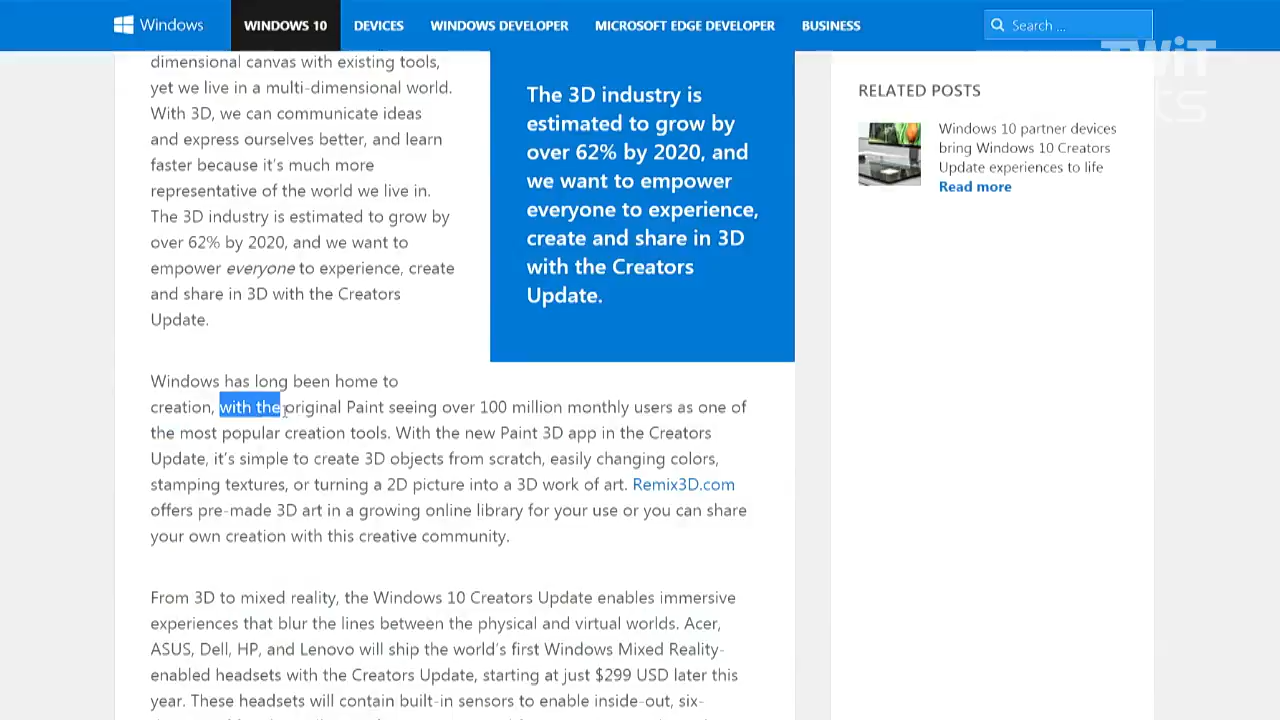 Windows
WINDOWS 10
DEVICES
WINDOWS DEVELOPER
MICROSOFT EDGE DEVELOPER
BUSINESS
Search ...
TWiT
dimensional canvas with existing tools,
yet we live in a multi-dimensional world.
With 3D, we can communicate ideas
and express ourselves better, and learn
faster because it's much more
representative of the world we live in.
The 3D industry is estimated to grow by
over 62% by 2020, and we want to
empower everyone to experience, create
and share in 3D with the Creators
Update.
The 3D industry is
estimated to grow by
over 62% by 2020, and
we want to empower
everyone to experience,
create and share in 3D
with the Creators
Update.
Windows has long been home to
creation, with the original Paint seeing over 100 million monthly users as one of
the most popular creation tools. With the new Paint 3D app in the Creators
Update, it's simple to create 3D objects from scratch, easily changing colors,
stamping textures, or turning a 2D picture into a 3D work of art. Remix3D.com
offers pre-made 3D art in a growing online library for your use or you can share
your own creation with this creative community.
From 3D to mixed reality, the Windows 10 Creators Update enables immersive
experiences that blur the lines between the physical and virtual worlds. Acer,
ASUS, Dell, HP, and Lenovo will ship the world's first Windows Mixed Reality-
enabled headsets with the Creators Update, starting at just $299 USD later this
year. These headsets will contain built-in sensors to enable inside-out, six-
RELATED POSTS
Windows 10 partner devices
bring Windows 10 Creators
Update experiences to life
Read more